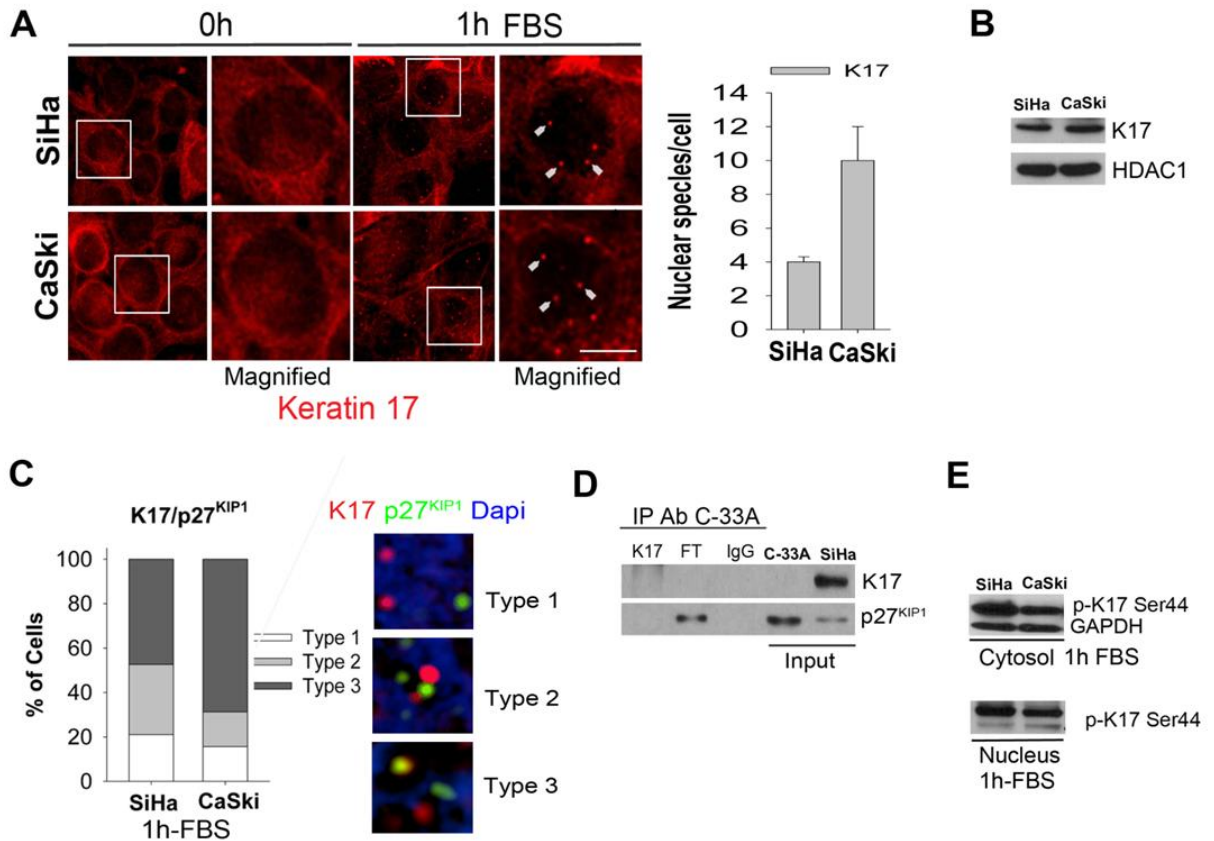 A
0h
1h FBS
SiHa
CaSki
Magnified
Magnified
Keratin 17
K17
Nuclear species/cell
14
12
10
8
6
4
2
0
SiHa CaSki
B
SiHa CaSki
K17
HDAC1
C
K17/p27KIP1
% of Cells
100
80
60
40
20
0
SiHa CaSki
1h-FBS
Type 1
Type 2
Type 3
K17 p27KIP1 Dapi
Type 1
Type 2
Type 3
D
IP Ab C-33A
K17 FT IgG C-33A SiHa
K17
p27KIP1
Input
E
SiHa CaSki
p-K17 Ser44
GAPDH
Cytosol 1h FBS
p-K17 Ser44
Nucleus
1h-FBS